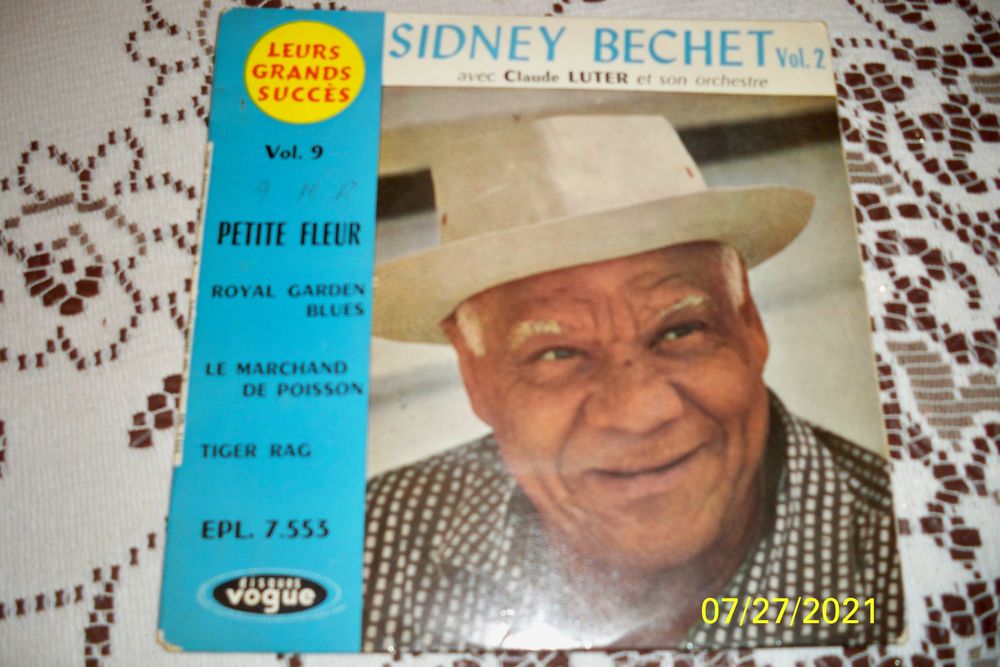 LEURS
GRANDS
SUCCÈS
SIDNEY BECHET Vol. 2
avec Claude LUTER et son orchestre
Vol. 9
PETITE FLEUR
ROYAL GARDEN
BLUES
LE MARCHAND
DE POISSON
TIGER RAG
EPL. 7.553
DISQUES
vogue
07/27/2021